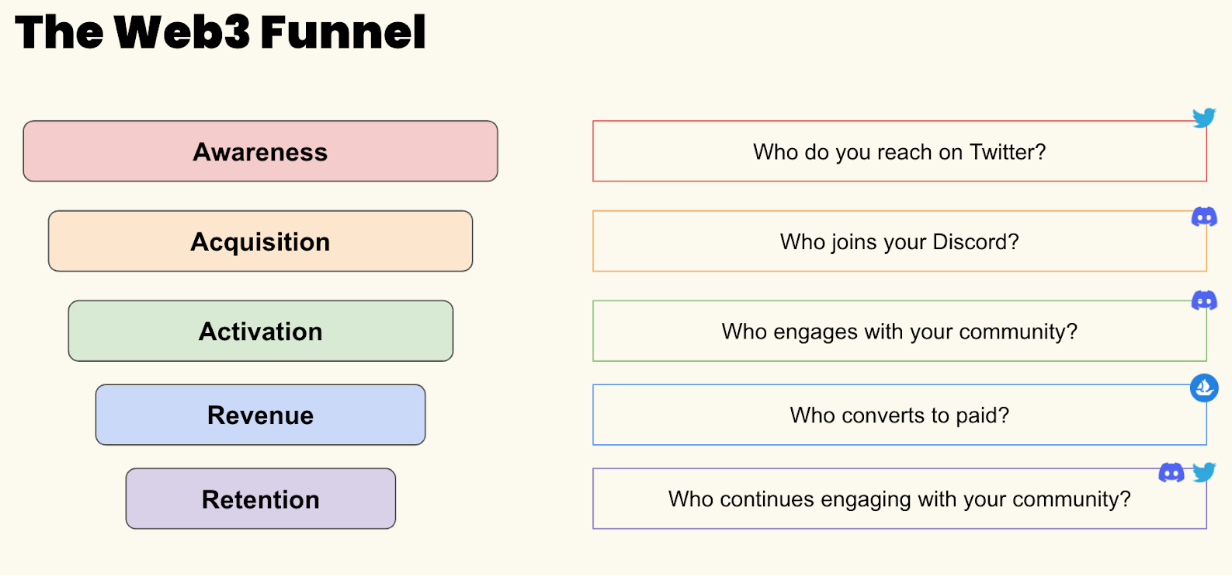 The Web3 Funnel
Awareness
Who do you reach on Twitter?
Acquisition
Who joins your Discord?
Activation
Who engages with your community?
Revenue
Who converts to paid?
Retention
Who continues engaging with your community?